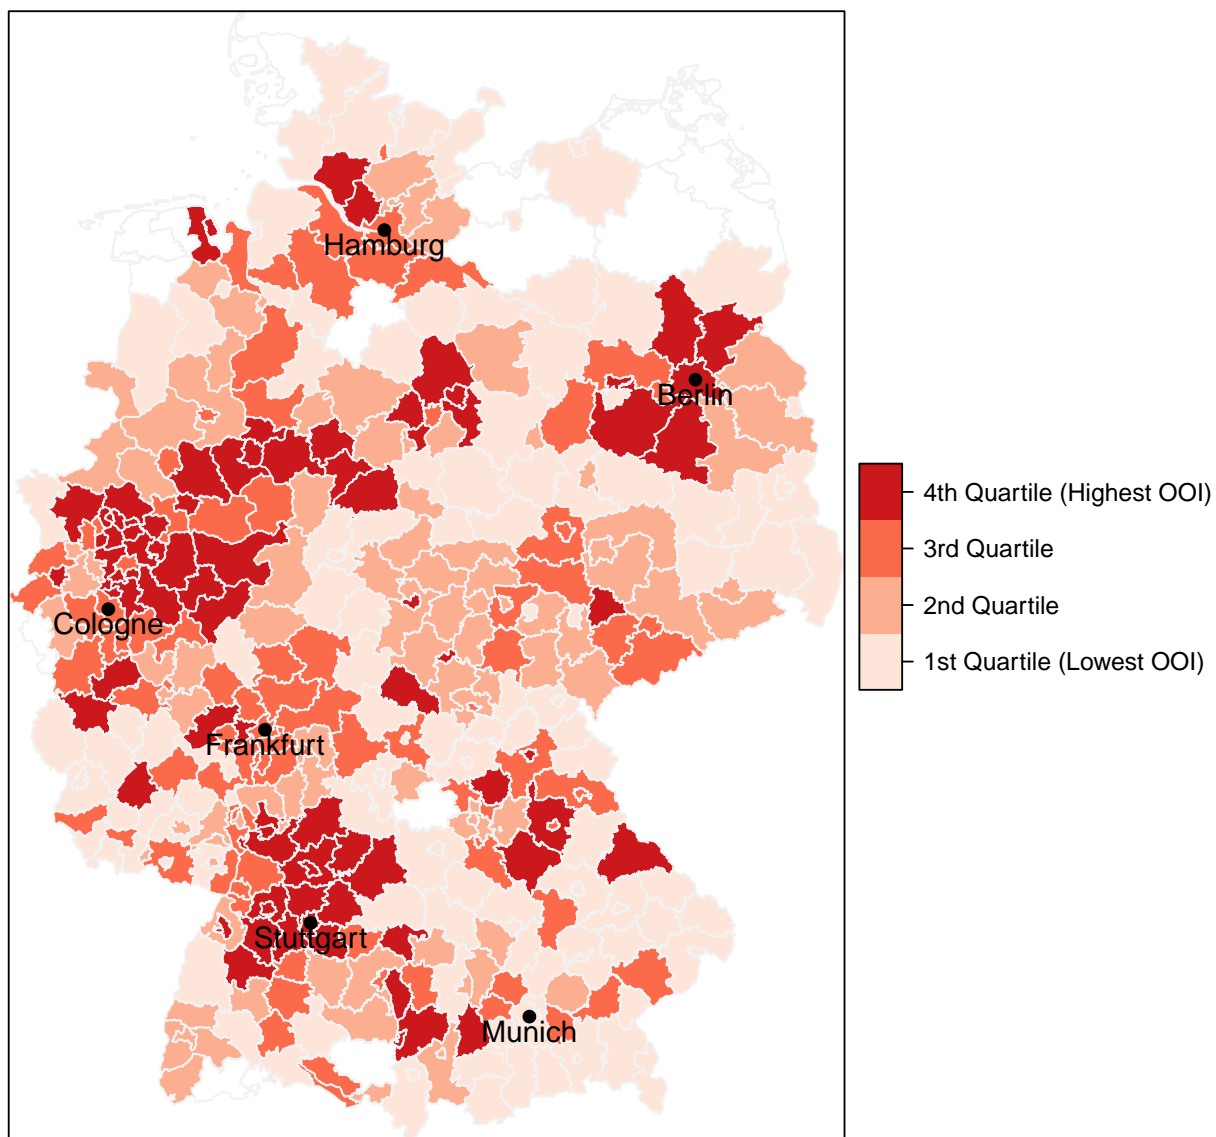 Hamburg
Berlin
4th Quartile (Highest OOI)
3rd Quartile
2nd Quartile
1st Quartile (Lowest OOI)
Cologne
Frankfurt
Stuttgart
Munich